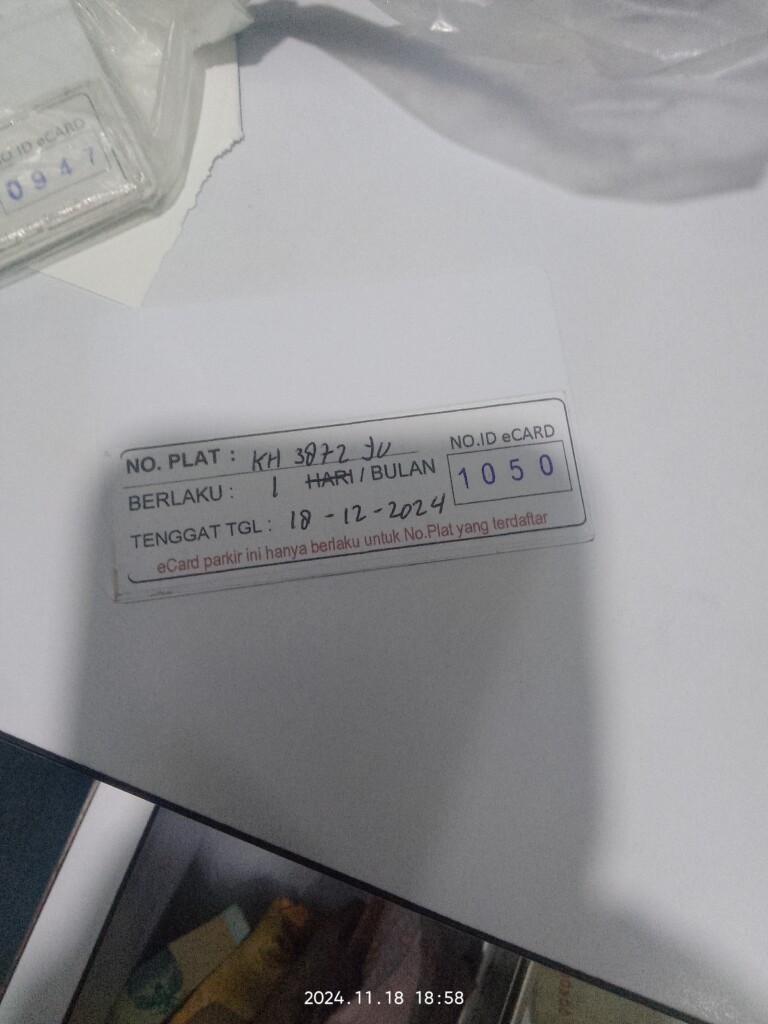 NO ID eCARD
0947
NO. PLAT : KH 3872 JU
NO.ID eCARD
1050
BERLAKU : 1 HARI / BULAN
TENGGAT TGL : 18 - 12 - 2024
eCard parkir ini hanya berlaku untuk No.Plat yang terdaftar
2024.11.18 18:58